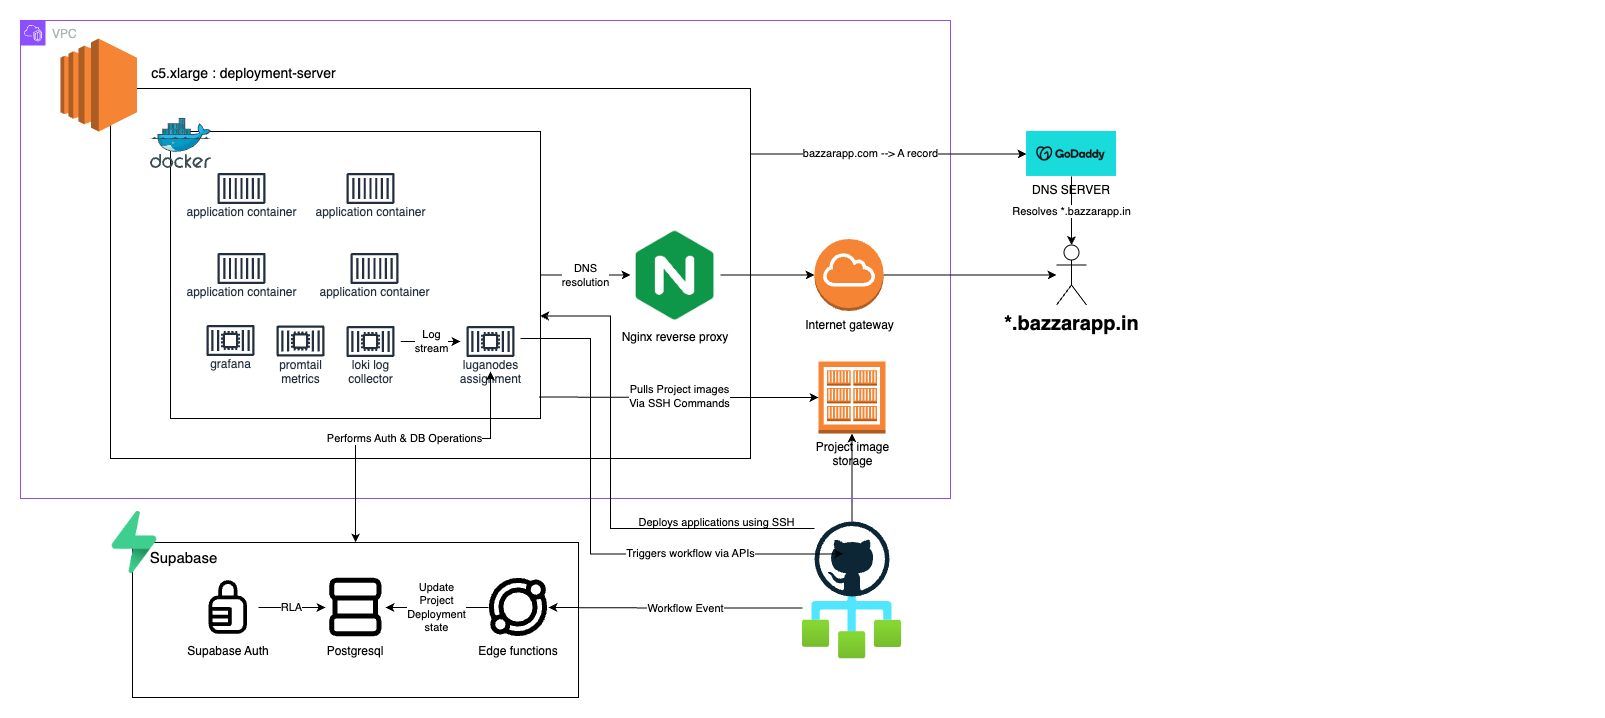 VPC
c5.xlarge : deployment-server
docker
application container
application container
application container
application container
grafana
promtail
metrics
loki log
collector
Log
stream
luganodes
assignment
DNS
resolution
Nginx reverse proxy
bazzarapp.com --> A record
GoDaddy
DNS SERVER
Resolves *.bazzarapp.in
Internet gateway
*.bazzarapp.in
Pulls Project images
Via SSH Commands
Project image
storage
Performs Auth & DB Operations
Deploys applications using SSH
Triggers workflow via APIs
Workflow Event
Supabase
RLA
Update
Project
Deployment
state
Supabase Auth
Postgresql
Edge functions